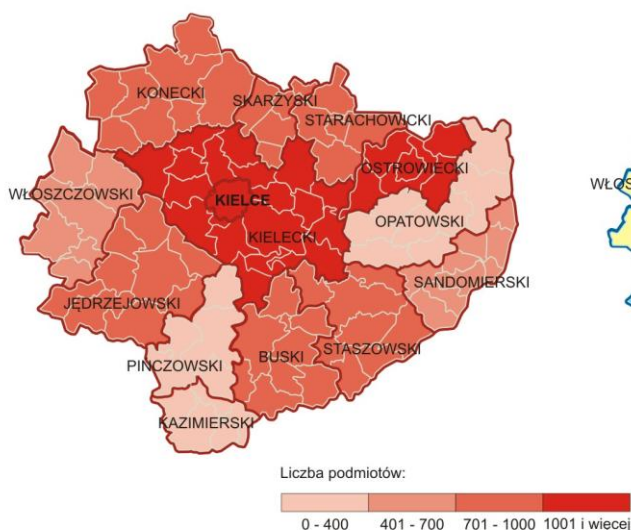 KONECKI
SKARŻYSKI
STARACHOWICKI
OSTROWIECKI
WŁOSZCZOWSKI
KIELCE
OPATOWSKI
KIELECKI
SANDOMIERSKI
JĘDRZEJOWSKI
STASZOWSKI
BUSKI
PIŃCZOWSKI
KAZIMIERSKI
WŁOS
Liczba podmiotów:
0 - 400 401 - 700 701 - 1000 1001 i więcej